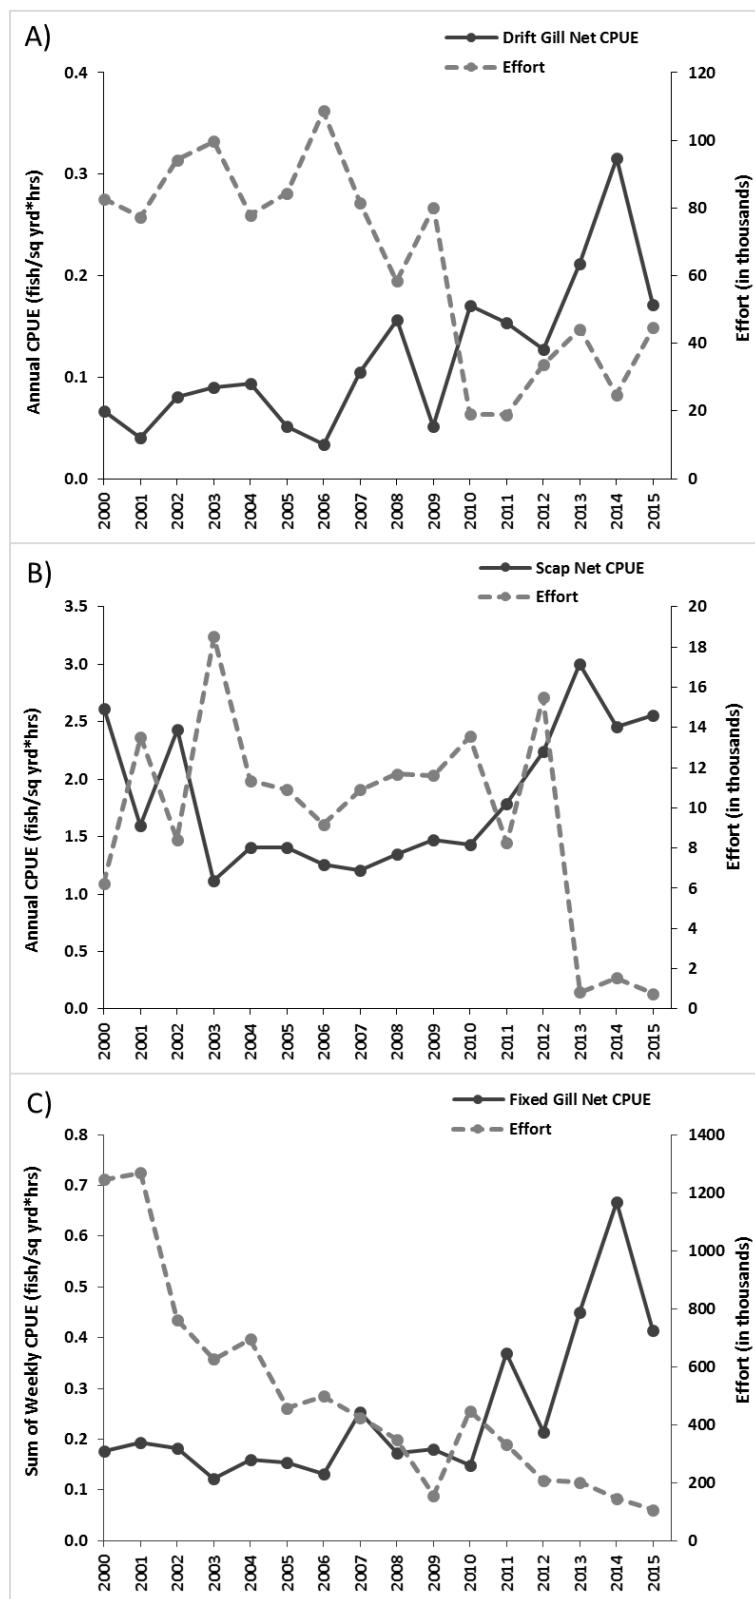 A)
Drift Gill Net CPUE
Effort
0.4
0.3
0.2
0.1
0.0
Annual CPUE (fish/sq yrd*hrs)
120
100
80
60
40
20
0
Effort (in thousands)
2000 2001 2002 2003 2004 2005 2006 2007 2008 2009 2010 2011 2012 2013 2014 2015
B)
Scap Net CPUE
Effort
3.5
3.0
2.5
2.0
1.5
1.0
0.5
0.0
Annual CPUE (fish/sq yrd*hrs)
20
18
16
14
12
10
8
6
4
2
0
Effort (in thousands)
2000 2001 2002 2003 2004 2005 2006 2007 2008 2009 2010 2011 2012 2013 2014 2015
C)
Fixed Gill Net CPUE
Effort
0.8
0.7
0.6
0.5
0.4
0.3
0.2
0.1
0.0
Sum of Weekly CPUE (fish/sq yrd*hrs)
1400
1200
1000
800
600
400
200
0
Effort (in thousands)
2000 2001 2002 2003 2004 2005 2006 2007 2008 2009 2010 2011 2012 2013 2014 2015